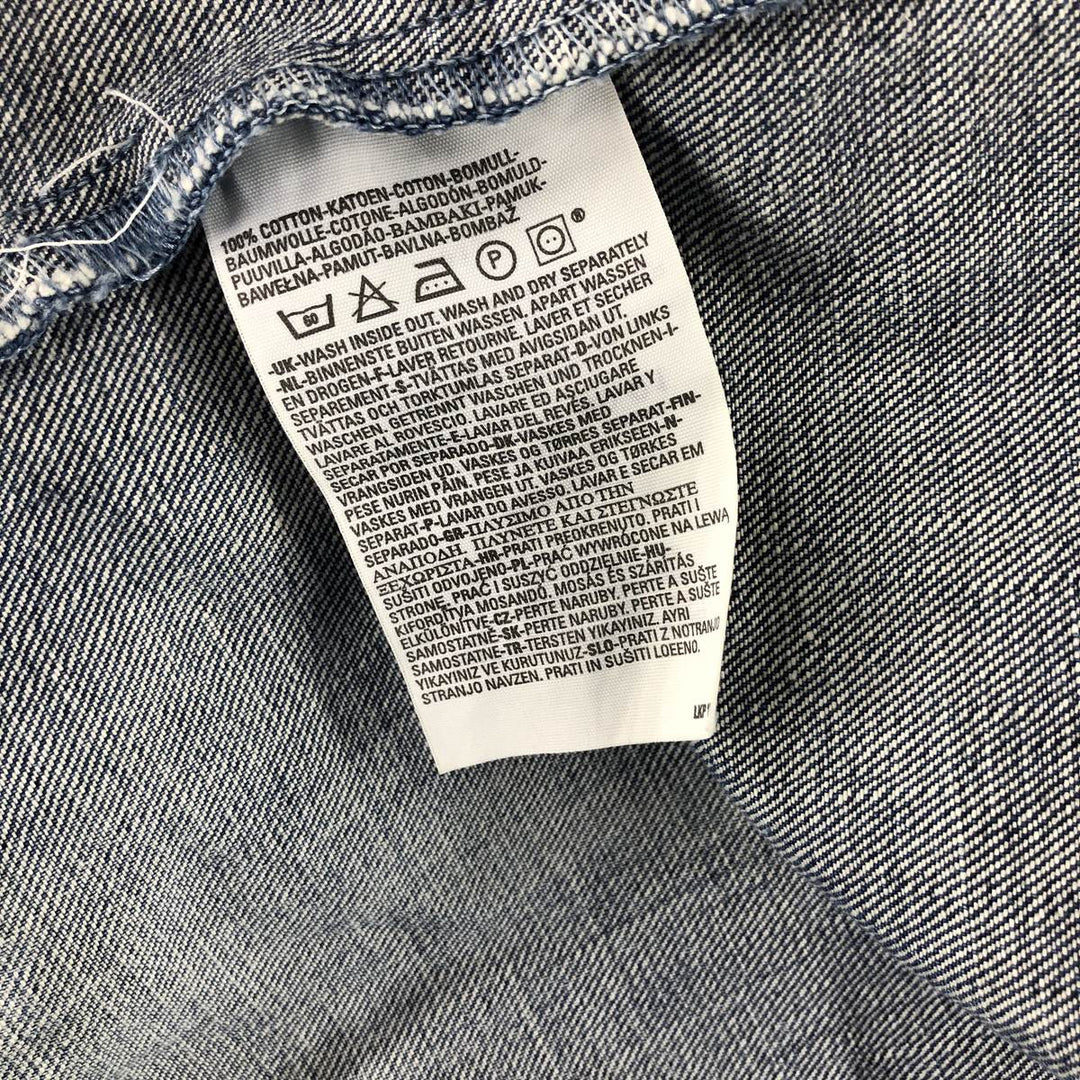 100% COTTON-KATOEN-COTON-BOMULL-
BAUMWOLLE-COTONE-ALGODÓN-BOMULD-
PUUVILLA-ALGODÃO-BAMBAKI-PAMUK-
BAWEŁNA-PAMUT-BAVLNA-BOMBAŽ
60 P ®
-UK-WASH INSIDE OUT. WASH AND DRY SEPARATELY
-NL-BINNENSTE BUITEN WASSEN, APART WASSEN
EN DROGEN-F-LAVER RETOURNE. LAVER ET SECHER
SEPAREMENT-S-TVÄTTAS MED AVIGSIDAN UT.
TVÄTTAS OCH TORKTUMLAS SEPARAT-D-VON LINKS
WASCHEN. GETRENNT WASCHEN UND TROCKNEN-I-
LAVARE AL ROVESCIO. LAVARE ED ASCIUGARE
SEPARATAMENTE-E-LAVAR DEL REVÉS. LAVAR Y
SECAR POR SEPARADO-DK-VASKES MED
VRANGSIDEN UD. VASKES OG TØRRES SEPARAT-FIN-
PESE NURIN PÄIN. PESE JA KUIVAA ERIKSEEN-N-
VASKES MED VRANGEN UT. VASKES OG TØRKES
SEPARAT-P-LAVAR DO AVESSO. LAVAR E SECAR EM
SEPARADO-GR-ΠΛΥΣΙΜΟ ΑΠΟ ΤΗΝ
ΑΝΑΠΟΔΗ. ΠΛΥΝΕΤΕ ΚΑΙ ΣΤΕΓΝΩΣΤΕ
ΞΕΧΩΡΙΣΤΑ-HR-PRATI PREOKRENUTO. PRATI I
SUŠITI ODVOJENO-PL-PRAĆ WYWRÓCONE NA LEWĄ
STRONĘ. PRAĆ I SUSZYĆ ODDZIELNIE-HU-
KIFORDÍTVA MOSANDÓ. MOSÁS ÉS SZÁRÍTÁS
ELKÜLÖNÍTVE-CZ-PERTE NARUBY. PERTE A SUŠTE
SAMOSTATNE-SK-PERTE NARUBY. PERTE A SUŠTE
SAMOSTATNE-TR-TERSTEN YIKAYINIZ. AYRI
YIKAYINIZ VE KURUTUNUZ-SLO-PRATI Z NOTRANJO
STRANJO NAVZEN. PRATI IN SUŠITI LOEENO.
LKP